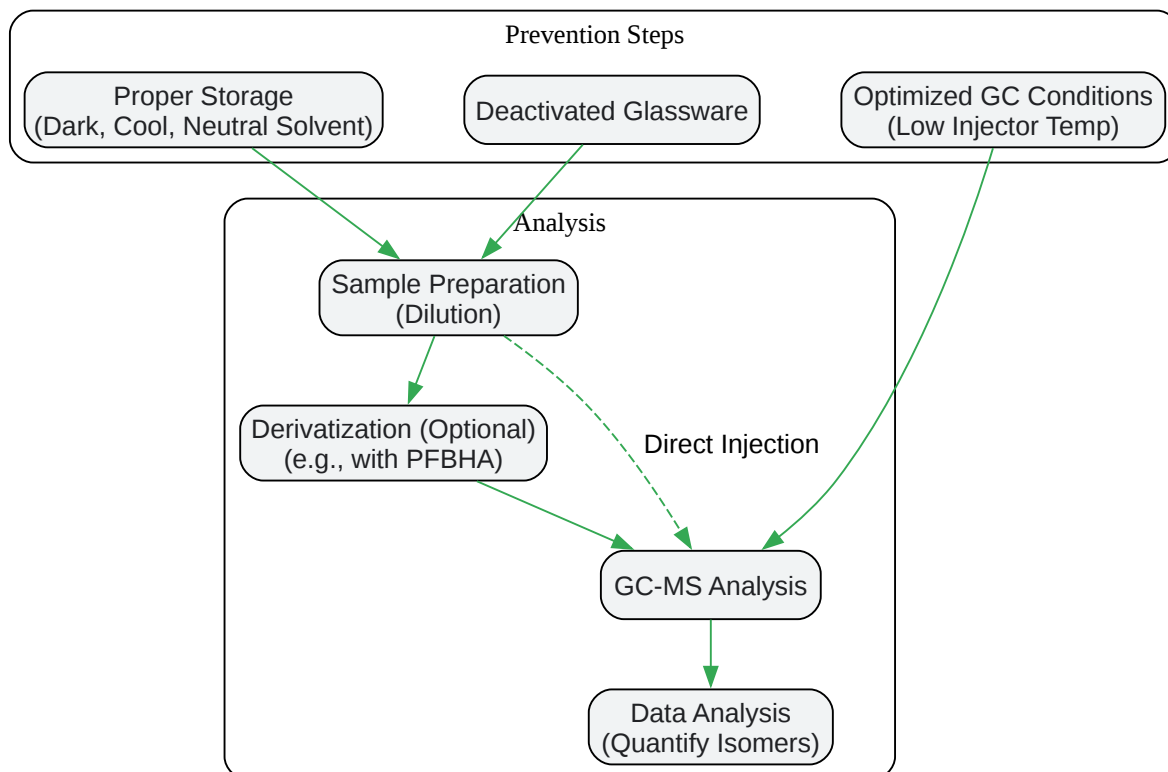 Prevention Steps
Proper Storage
(Dark, Cool, Neutral Solvent)
Deactivated Glassware
Optimized GC Conditions
(Low Injector Temp)
Analysis
Sample Preparation
(Dilution)
Derivatization (Optional)
(e.g., with PFBHA)
Direct Injection
GC-MS Analysis
Data Analysis
(Quantify Isomers)